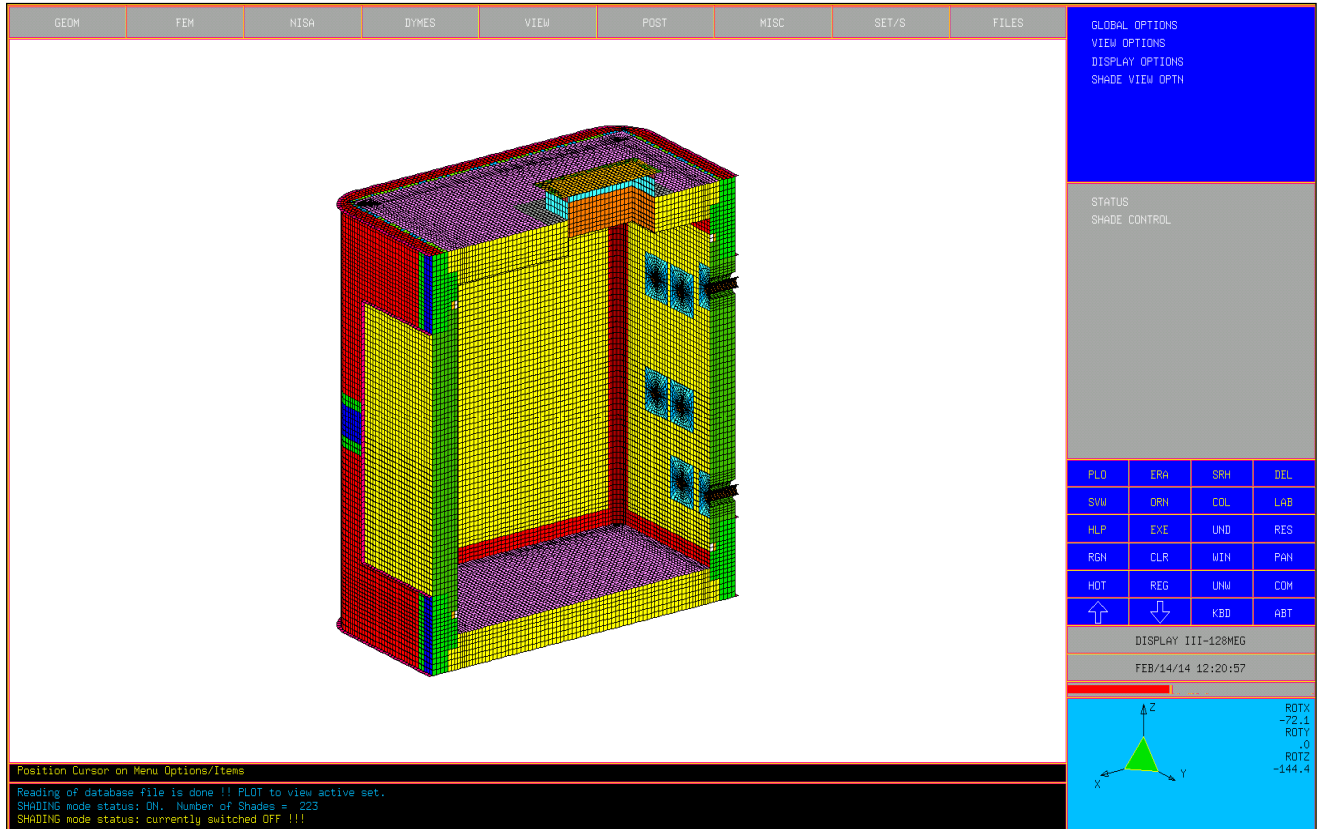 GEOM FEM NISA DYMES VIEW POST MISC SET/S FILES
GLOBAL OPTIONS
VIEW OPTIONS
DISPLAY OPTIONS
SHADE VIEW OPTN
STATUS
SHADE CONTROL
PLO ERA SRH DEL
SVW DRN COL LAB
HLP EXE UND RES
RGN CLR WIN PAN
HOT REG UNW COM
KBD ABT
DISPLAY III-128MEG
FEB/14/14 12:20:57
Z
Y
X
ROTX
-72.1
ROTY
.0
ROTZ
-144.4
Position Cursor on Menu Options/Items
Reading of database file is done !! PLOT to view active set.
SHADING mode status: ON. Number of Shades = 223
SHADING mode status: currently switched OFF !!!